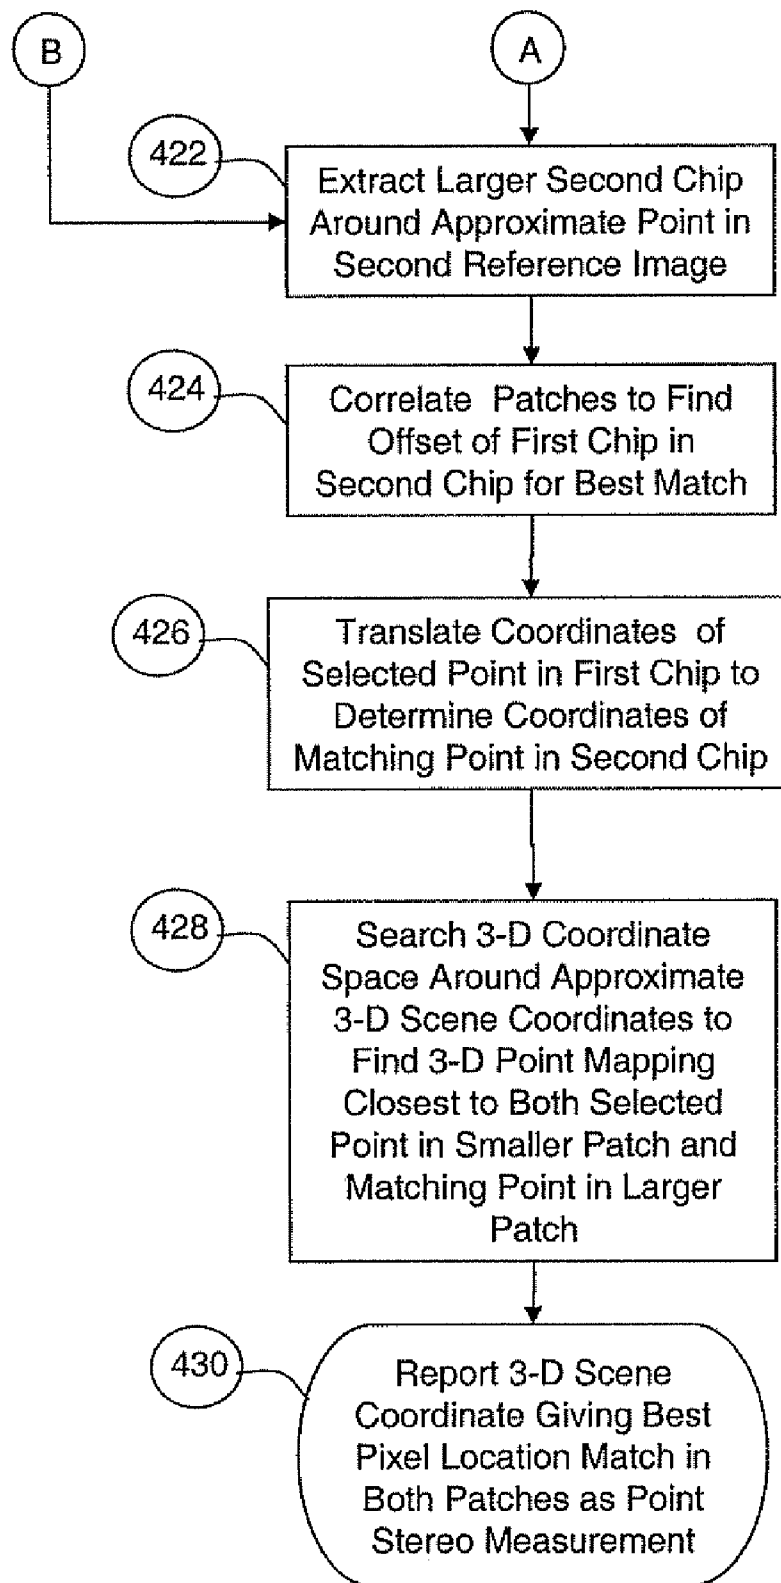 B
A
422
Extract Larger Second Chip
Around Approximate Point in
Second Reference Image
424
Correlate Patches to Find
Offset of First Chip in
Second Chip for Best Match
426
Translate Coordinates of
Selected Point in First Chip to
Determine Coordinates of
Matching Point in Second Chip
428
Search 3-D Coordinate
Space Around Approximate
3-D Scene Coordinates to
Find 3-D Point Mapping
Closest to Both Selected
Point in Smaller Patch and
Matching Point in Larger
Patch
430
Report 3-D Scene
Coordinate Giving Best
Pixel Location Match in
Both Patches as Point
Stereo Measurement